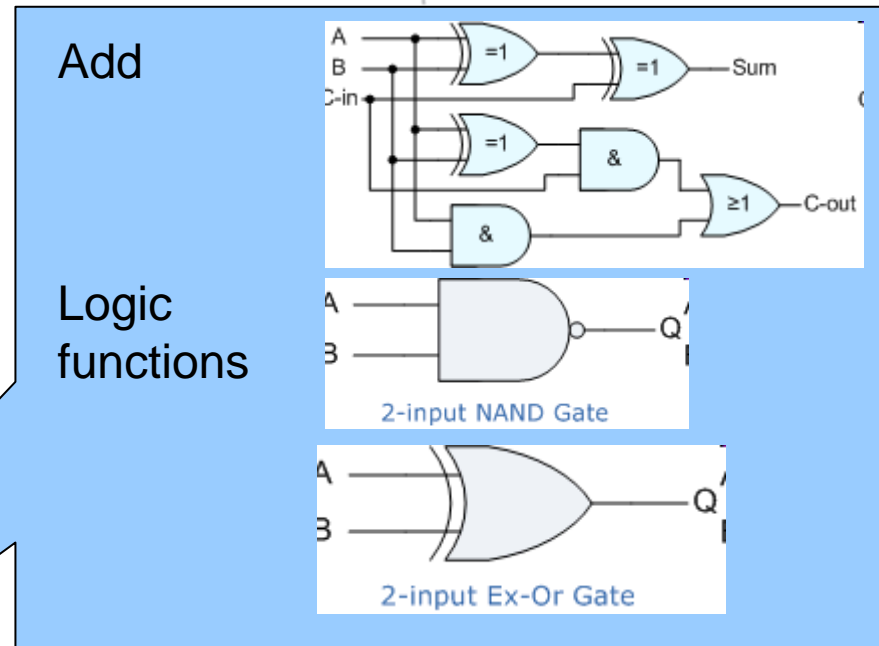 Add
A
=1
=1
Sum
B
C-in
=1
&
≥1
C-out
&
Logic
functions
A
Q
B
2-input NAND Gate
A
Q
B
2-input Ex-Or Gate